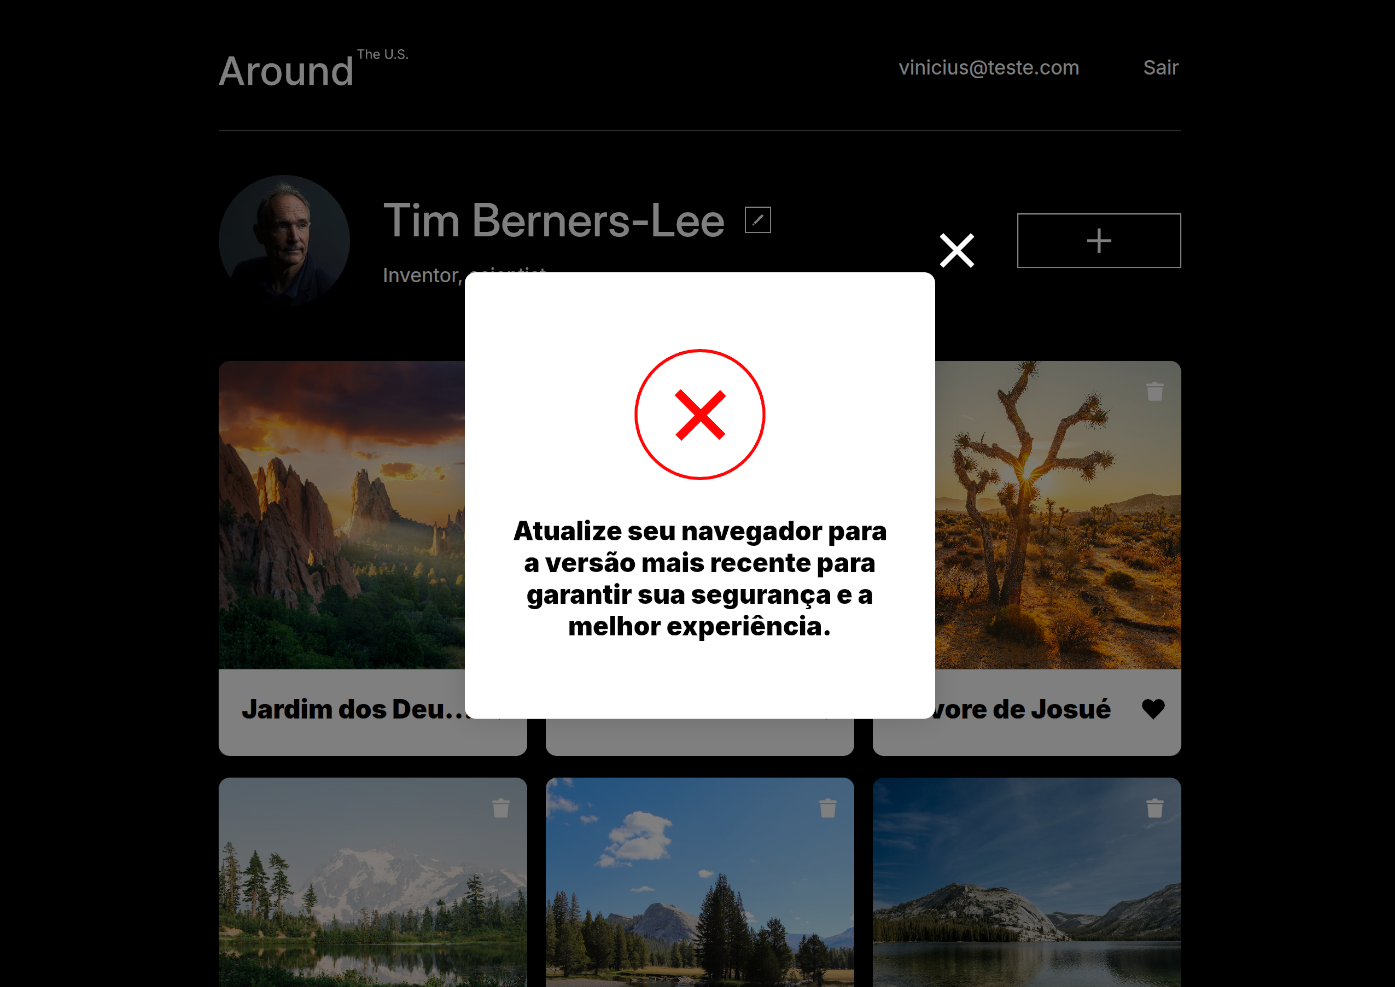 Around The U.S.
vinicius@teste.com
Sair
Tim Berners-Lee
Inventor, scientist
Atualize seu navegador para
a versão mais recente para
garantir sua segurança e a
melhor experiência.
Jardim dos Deu...
vore de Josué